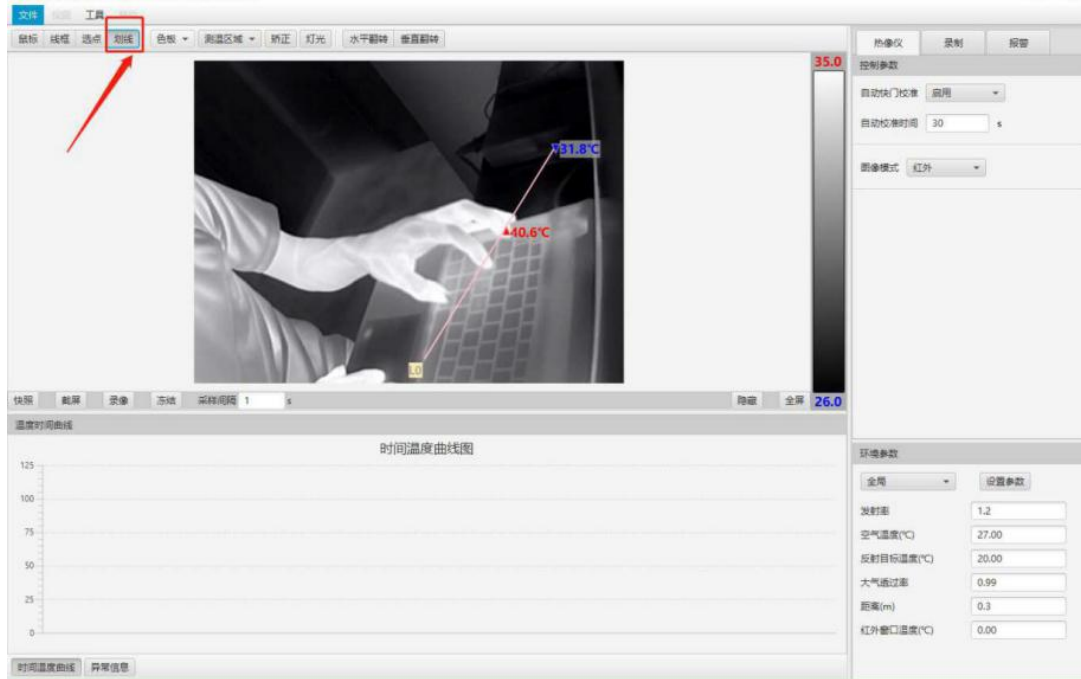 文件 工具
鼠标 线框 选点 划线 色板 测温区域 矫正 灯光 水平翻转 垂直翻转
热像仪 录制 报警
控制参数
自动快门校准 启用
自动校准时间 30 s
图像模式 红外
35.0
31.8℃
40.6℃
L0
26.0
快照 截屏 录像 冻结 采样间隔 1 s 隐藏 全屏
温度时间曲线
时间温度曲线图
125
100
75
50
25
0
环境参数
全局 设置参数
发射率 1.2
空气温度(℃) 27.00
反射目标温度(℃) 20.00
大气透过率 0.99
距离(m) 0.3
红外窗口温度(℃) 0.00
时间温度曲线 异常信息